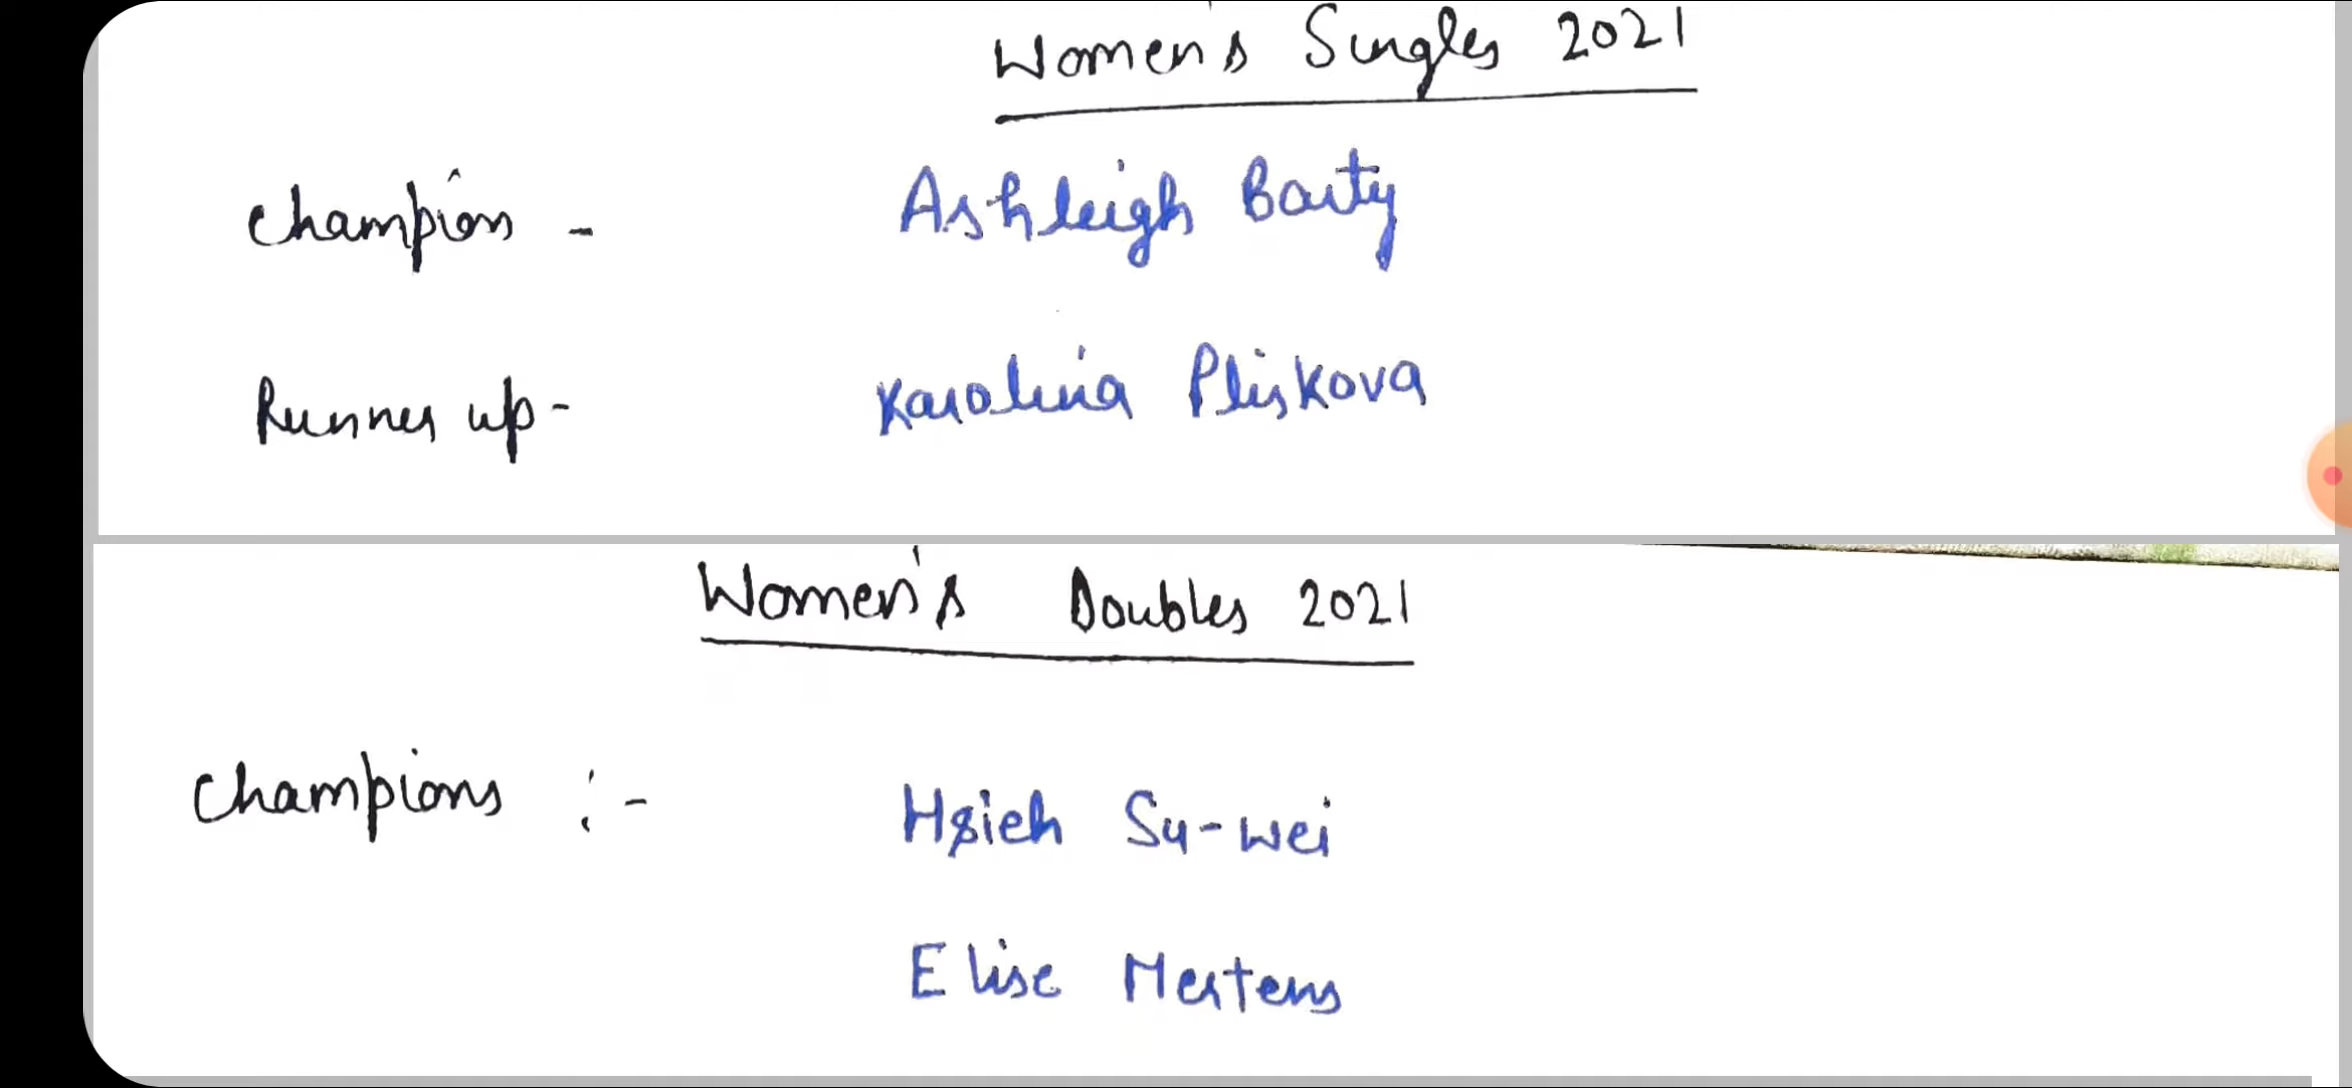 Women's Singles 2021
Champion - Ashleigh Barty
Runner up - Karolina Pliskova
Women's Doubles 2021
Champions :- Hsieh Su-wei
Elise Mertens